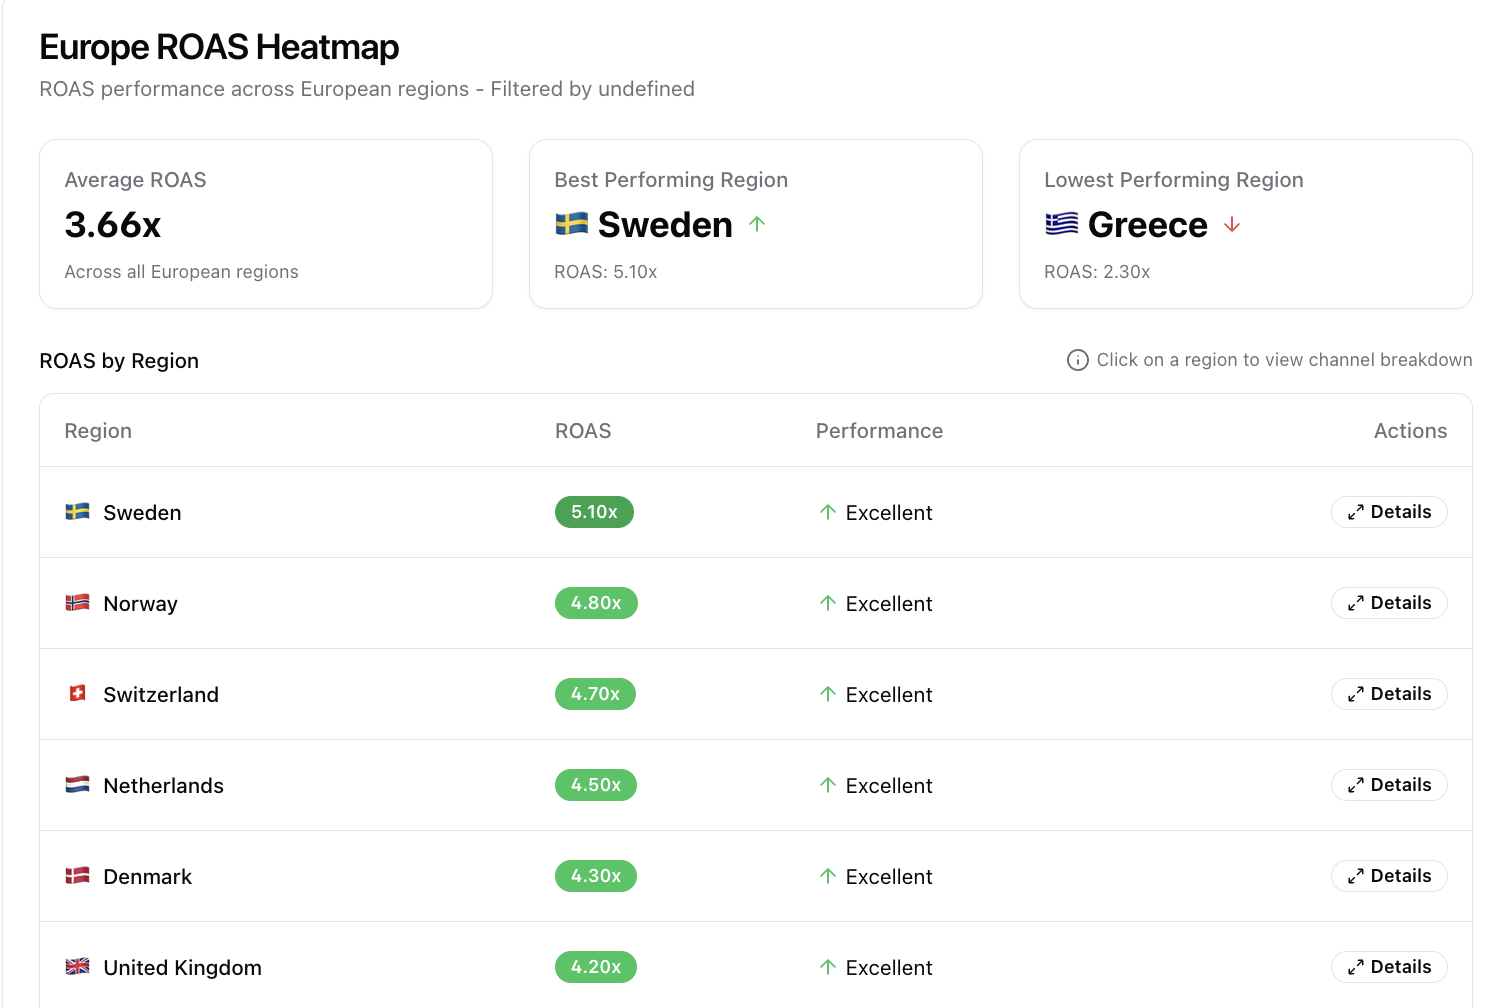 Europe ROAS Heatmap
ROAS performance across European regions - Filtered by undefined
Average ROAS
3.66x
Across all European regions
Best Performing Region
Sweden
ROAS: 5.10x
Lowest Performing Region
Greece
ROAS: 2.30x
ROAS by Region
Click on a region to view channel breakdown
Region ROAS Performance Actions
Sweden 5.10x Excellent Details
Norway 4.80x Excellent Details
Switzerland 4.70x Excellent Details
Netherlands 4.50x Excellent Details
Denmark 4.30x Excellent Details
United Kingdom 4.20x Excellent Details